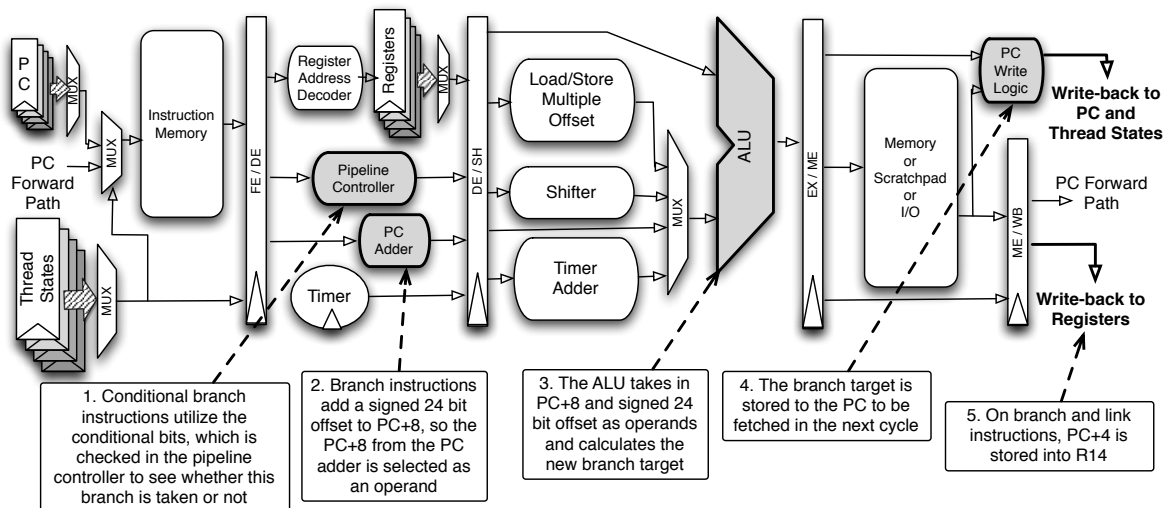 PC
MUX
PC
Forward
Path
MUX
Thread
States
MUX
Instruction
Memory
FE / DE
Register
Address
Decoder
Registers
MUX
Pipeline
Controller
PC
Adder
Timer
DE / SH
Load/Store
Multiple
Offset
Shifter
Timer
Adder
MUX
ALU
EX / ME
Memory
or
Scratchpad
or
I/O
PC
Write
Logic
Write-back to
PC and
Thread States
ME / WB
PC Forward
Path
Write-back to
Registers
1. Conditional branch
instructions utilize the
conditional bits, which is
checked in the pipeline
controller to see whether this
branch is taken or not
2. Branch instructions
add a signed 24 bit
offset to PC+8, so the
PC+8 from the PC
adder is selected as
an operand
3. The ALU takes in
PC+8 and signed 24
bit offset as operands
and calculates the
new branch target
4. The branch target is
stored to the PC to be
fetched in the next cycle
5. On branch and link
instructions, PC+4 is
stored into R14